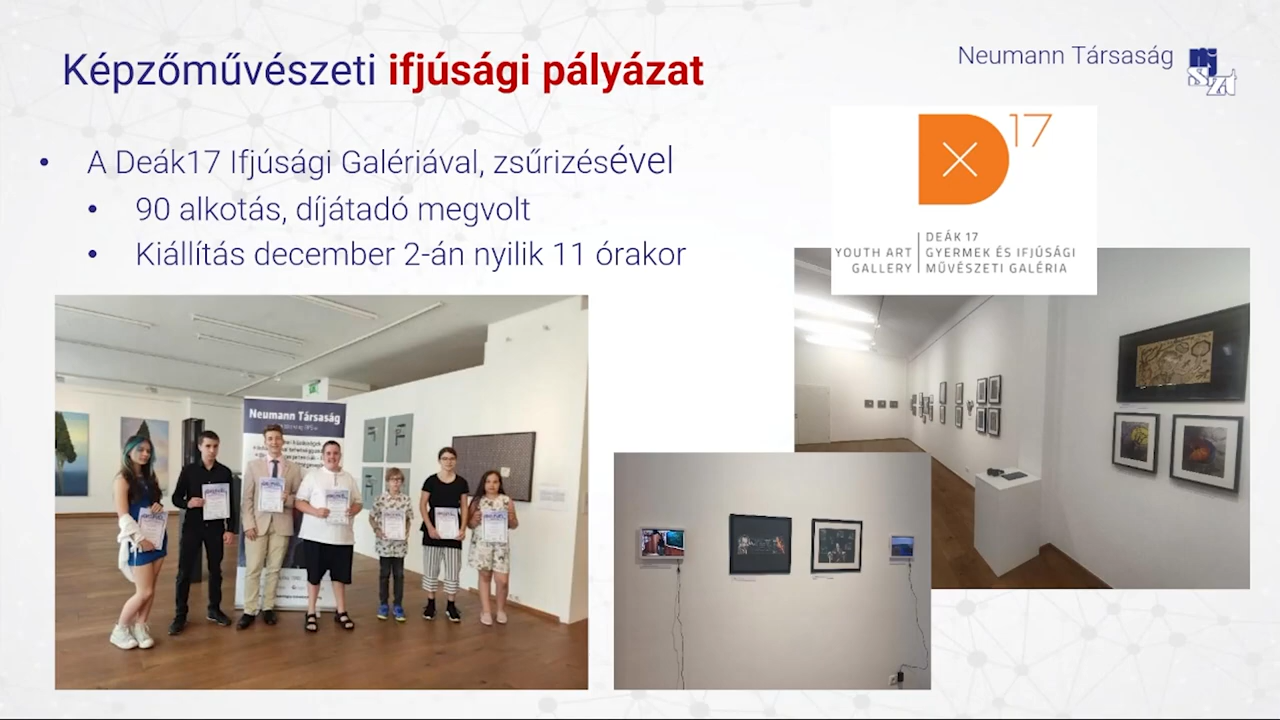 Képzőművészeti ifjúsági pályázat
Neumann Társaság
• A Deák17 Ifjúsági Galériával, zsűrizésével
• 90 alkotás, díjátadó megvolt
• Kiállítás december 2-án nyilik 11 órakor
17
YOUTH ART GALLERY
DEÁK 17
GYERMEK ÉS IFJÚSÁGI
MŰVÉSZETI GALÉRIA
Neumann Társaság